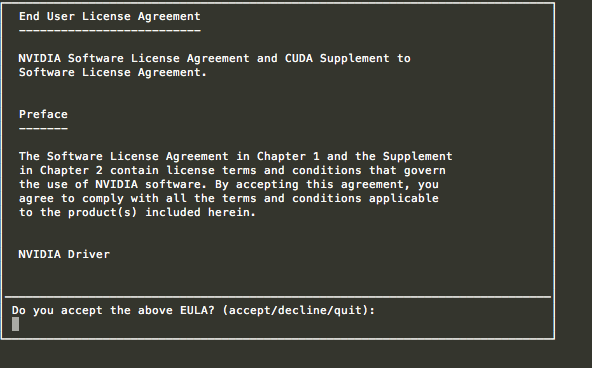 End User License Agreement
--------------------------
NVIDIA Software License Agreement and CUDA Supplement to
Software License Agreement.
Preface
-------
The Software License Agreement in Chapter 1 and the Supplement
in Chapter 2 contain license terms and conditions that govern
the use of NVIDIA software. By accepting this agreement, you
agree to comply with all the terms and conditions applicable
to the product(s) included herein.
NVIDIA Driver
Do you accept the above EULA? (accept/decline/quit):